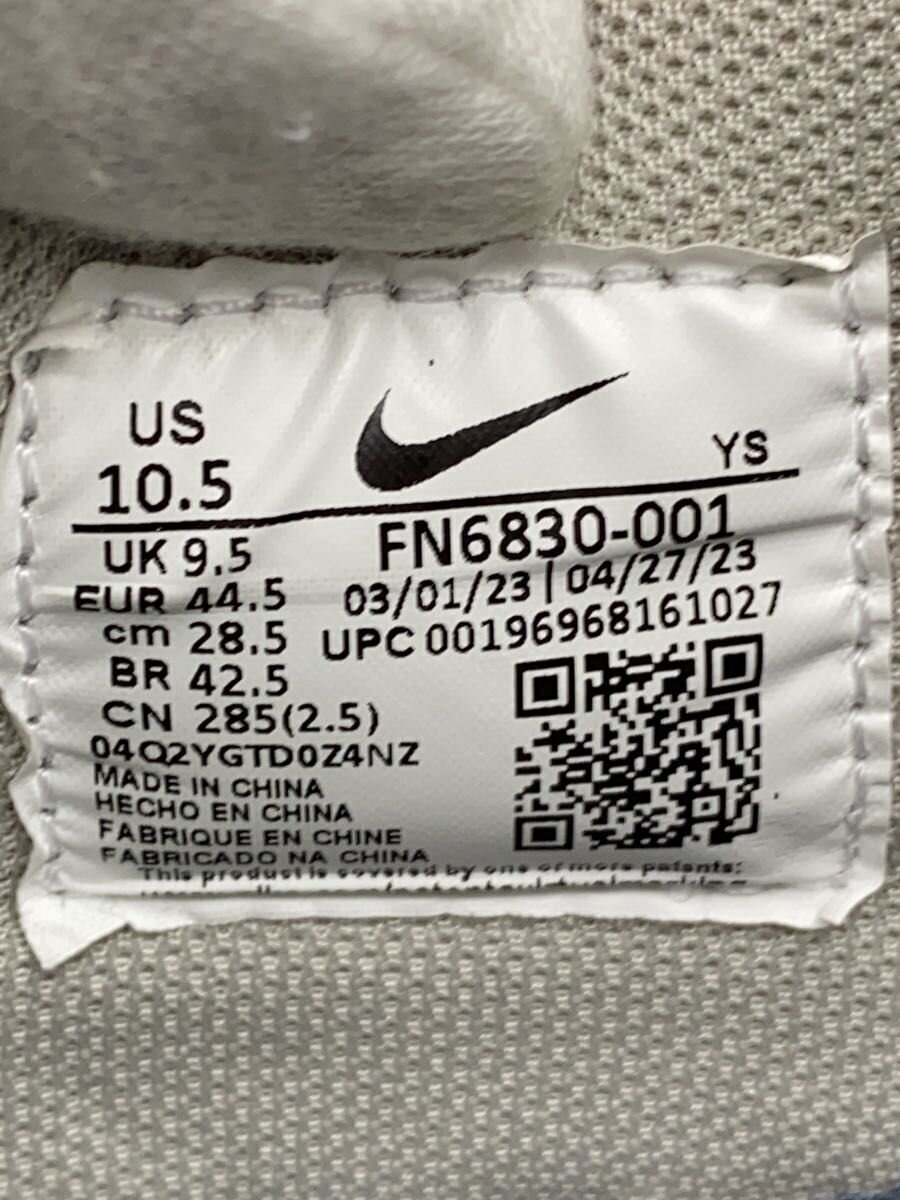 US
10.5
YS
UK 9.5
EUR 44.5
cm 28.5
BR 42.5
CN 285(2.5)
FN6830-001
03/01/23 | 04/27/23
UPC 00196968161027
04Q2YGTD0Z4NZ
MADE IN CHINA
HECHO EN CHINA
FABRIQUE EN CHINE
FABRICADO NA CHINA
This product is covered by one or more patents: